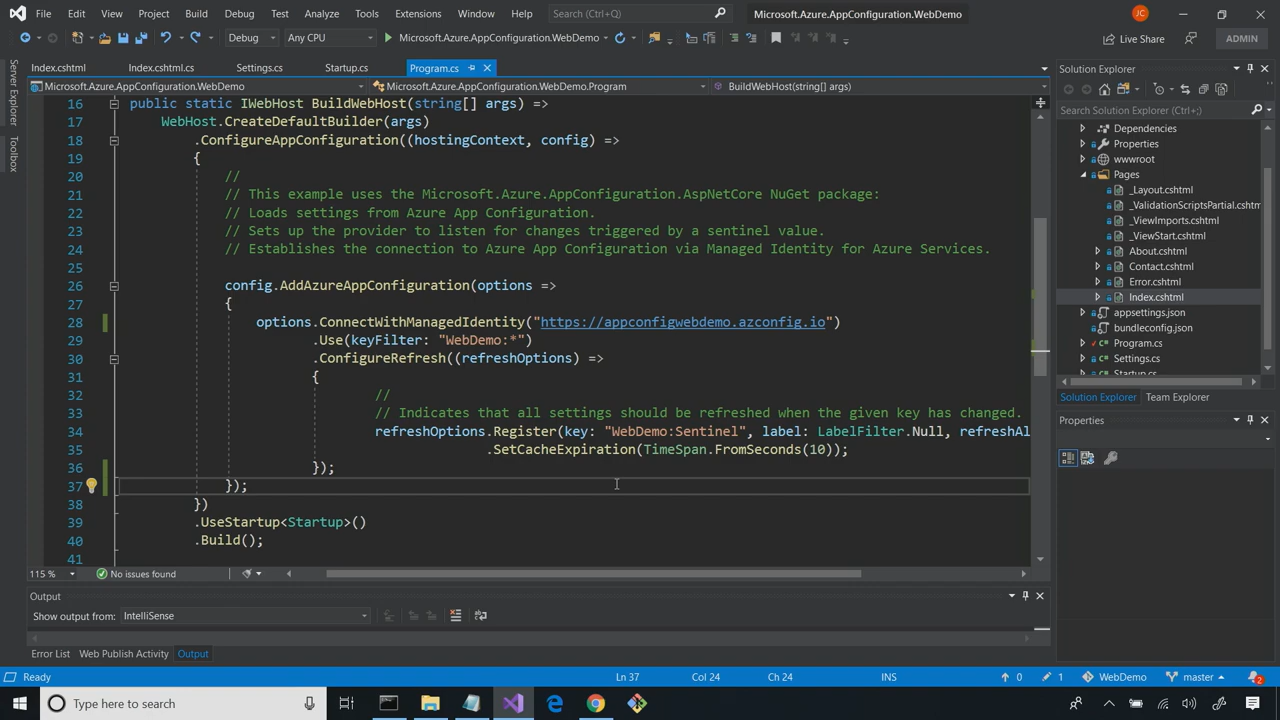 File Edit View Project Build Debug Test Analyze Tools Extensions Window Help Search (Ctrl+Q) Microsoft.Azure.AppConfiguration.WebDemo JC
Debug Any CPU Microsoft.Azure.AppConfiguration.WebDemo Live Share ADMIN
Server Explorer
Toolbox
Index.cshtml Index.cshtml.cs Settings.cs Startup.cs Program.cs
Microsoft.Azure.AppConfiguration.WebDemo Microsoft.Azure.AppConfiguration.WebDemo.Program BuildWebHost(string[] args)
16 public static IWebHost BuildWebHost(string[] args) =>
17 WebHost.CreateDefaultBuilder(args)
18 .ConfigureAppConfiguration((hostingContext, config) =>
19 {
20 //
21 // This example uses the Microsoft.Azure.AppConfiguration.AspNetCore NuGet package:
22 // Loads settings from Azure App Configuration.
23 // Sets up the provider to listen for changes triggered by a sentinel value.
24 // Establishes the connection to Azure App Configuration via Managed Identity for Azure Services.
25
26 config.AddAzureAppConfiguration(options =>
27 {
28 options.ConnectWithManagedIdentity("https://appconfigwebdemo.azconfig.io")
29 .Use(keyFilter: "WebDemo:*")
30 .ConfigureRefresh((refreshOptions) =>
31 {
32 //
33 // Indicates that all settings should be refreshed when the given key has changed.
34 refreshOptions.Register(key: "WebDemo:Sentinel", label: LabelFilter.Null, refreshAl
35 .SetCacheExpiration(TimeSpan.FromSeconds(10));
36 });
37 });
38 })
39 .UseStartup<Startup>()
40 .Build();
41
115 % No issues found
Output
Show output from: IntelliSense
Error List Web Publish Activity Output
Solution Explorer
Search Solution Explorer (Ctrl+;)
Dependencies
Properties
wwwroot
Pages
_Layout.cshtml
_ValidationScriptsPartial.cshtm
_ViewImports.cshtml
_ViewStart.cshtml
About.cshtml
Contact.cshtml
Error.cshtml
Index.cshtml
appsettings.json
bundleconfig.json
Program.cs
Settings.cs
Startup.cs
Solution Explorer Team Explorer
Properties
Ready Ln 37 Col 24 Ch 24 INS 0 1 WebDemo master 2
Type here to search